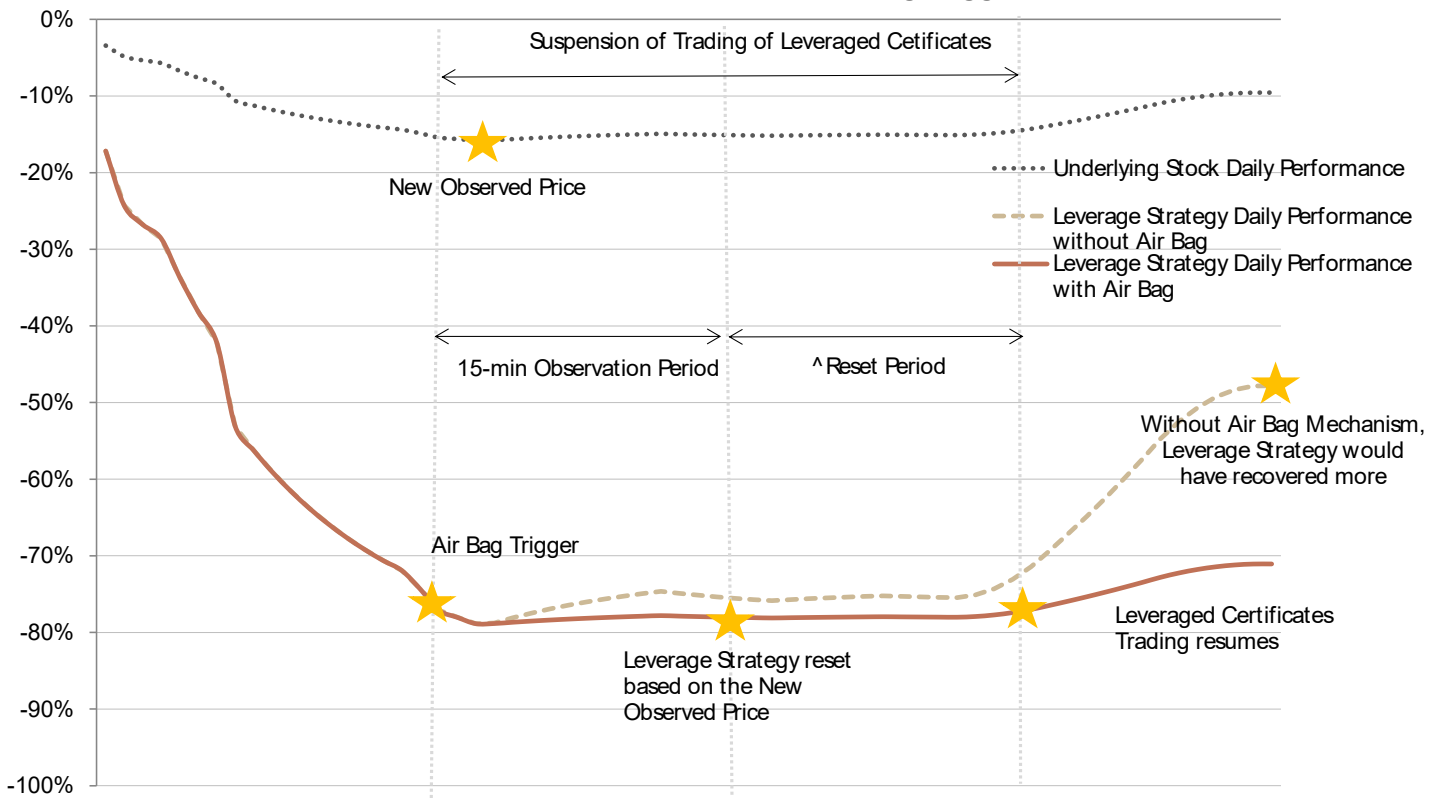 0%
-10%
-20%
-30%
-40%
-50%
-60%
-70%
-80%
-90%
-100%
Suspension of Trading of Leveraged Cetificates
New Observed Price
Underlying Stock Daily Performance
Leverage Strategy Daily Performance
without Air Bag
Leverage Strategy Daily Performance
with Air Bag
15-min Observation Period
^Reset Period
Without Air Bag Mechanism,
Leverage Strategy would
have recovered more
Air Bag Trigger
Leveraged Certificates
Trading resumes
Leverage Strategy reset
based on the New
Observed Price